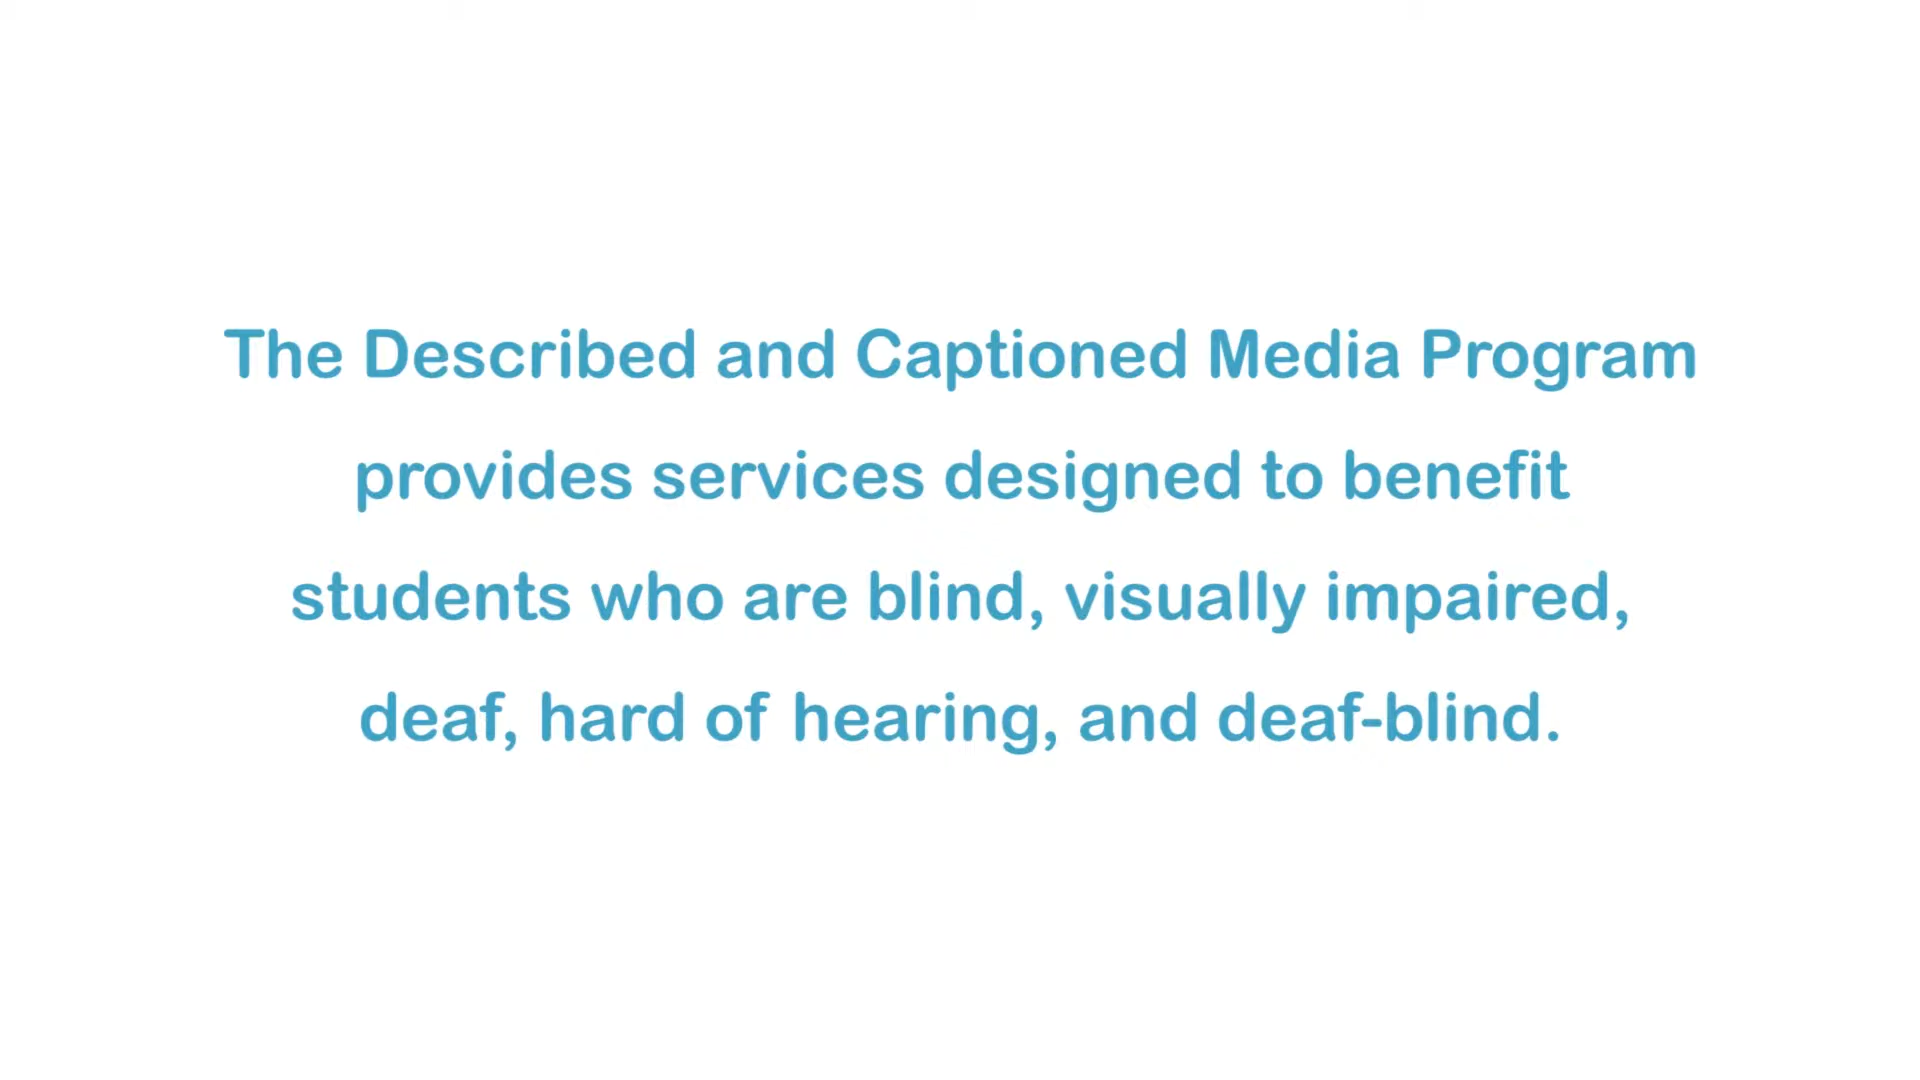 The Described and Captioned Media Program
provides services designed to benefit
students who are blind, visually impaired,
deaf, hard of hearing, and deaf-blind.